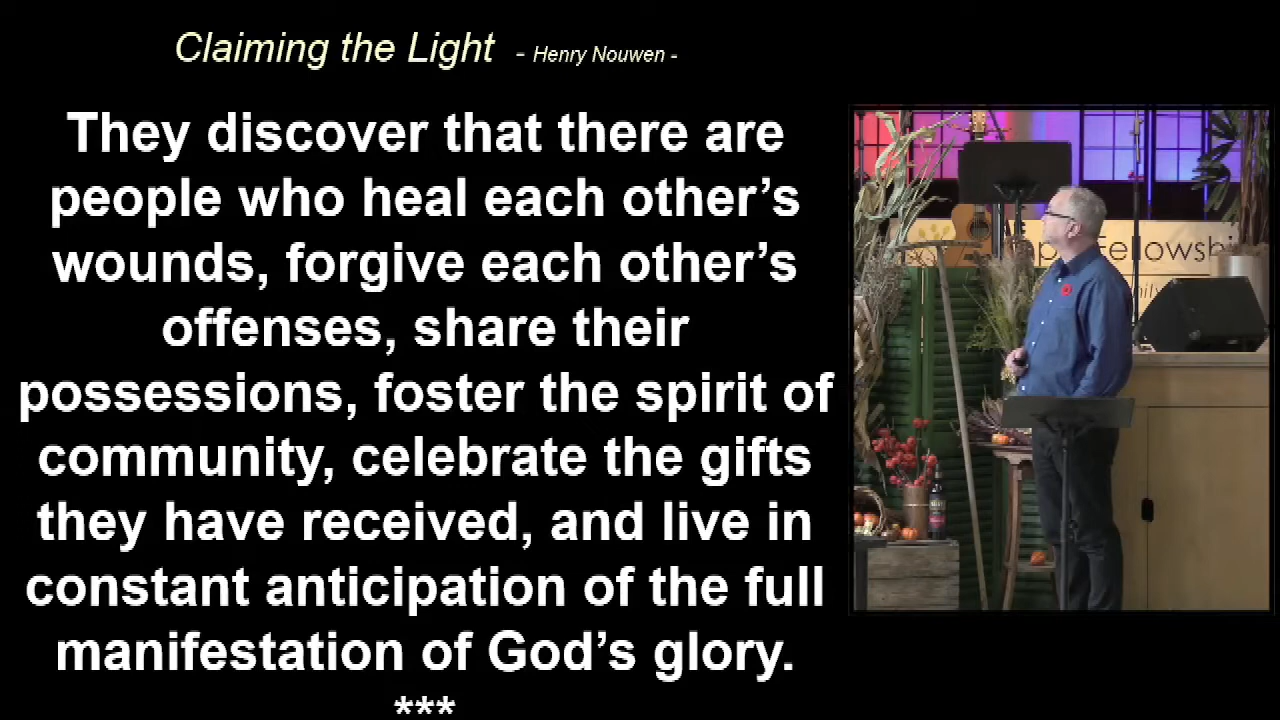 Claiming the Light - Henry Nouwen -
They discover that there are
people who heal each other’s
wounds, forgive each other’s
offenses, share their
possessions, foster the spirit of
community, celebrate the gifts
they have received, and live in
constant anticipation of the full
manifestation of God’s glory.
***
Fellowshi